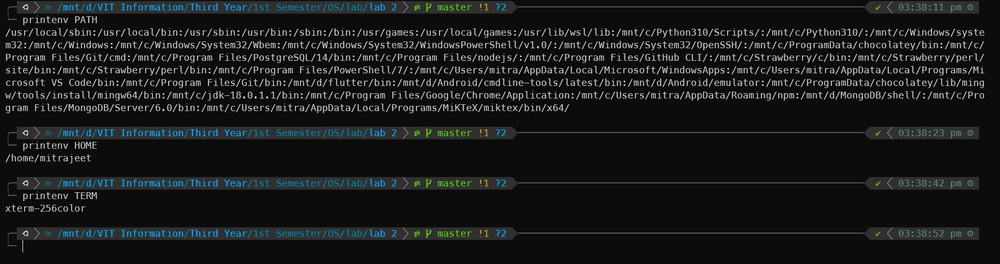 /mnt/d/VIT Information/Third Year/1st Semester/OS/lab/lab 2 git master !1 ?2 ✔ 03:38:11 pm
printenv PATH
/usr/local/sbin:/usr/local/bin:/usr/sbin:/usr/bin:/sbin:/bin:/usr/games:/usr/local/games:/usr/lib/wsl/lib:/mnt/c/Python310/Scripts/:/mnt/c/Python310/:/mnt/c/Windows/syste
m32:/mnt/c/Windows:/mnt/c/Windows/System32/Wbem:/mnt/c/Windows/System32/WindowsPowerShell/v1.0/:/mnt/c/Windows/System32/OpenSSH/:/mnt/c/ProgramData/chocolatey/bin:/mnt/c/
Program Files/Git/cmd:/mnt/c/Program Files/PostgreSQL/14/bin:/mnt/c/Program Files/nodejs/:/mnt/c/Program Files/GitHub CLI/:/mnt/c/Strawberry/c/bin:/mnt/c/Strawberry/perl/
site/bin:/mnt/c/Strawberry/perl/bin:/mnt/c/Program Files/PowerShell/7/:/mnt/c/Users/mitra/AppData/Local/Microsoft/WindowsApps:/mnt/c/Users/mitra/AppData/Local/Programs/Mi
crosoft VS Code/bin:/mnt/c/Program Files/Git/bin:/mnt/d/flutter/bin:/mnt/d/Android/cmdline-tools/latest/bin:/mnt/d/Android/emulator:/mnt/c/ProgramData/chocolatey/lib/ming
w/tools/install/mingw64/bin:/mnt/c/jdk-18.0.1.1/bin:/mnt/c/Program Files/Google/Chrome/Application:/mnt/c/Users/mitra/AppData/Roaming/npm:/mnt/d/MongoDB/shell/:/mnt/c/Pro
gram Files/MongoDB/Server/6.0/bin:/mnt/c/Users/mitra/AppData/Local/Programs/MiKTeX/miktex/bin/x64/
/mnt/d/VIT Information/Third Year/1st Semester/OS/lab/lab 2 git master !1 ?2 ✔ 03:38:23 pm
printenv HOME
/home/mitrajeet
/mnt/d/VIT Information/Third Year/1st Semester/OS/lab/lab 2 git master !1 ?2 ✔ 03:38:42 pm
printenv TERM
xterm-256color
/mnt/d/VIT Information/Third Year/1st Semester/OS/lab/lab 2 git master !1 ?2 ✔ 03:38:52 pm